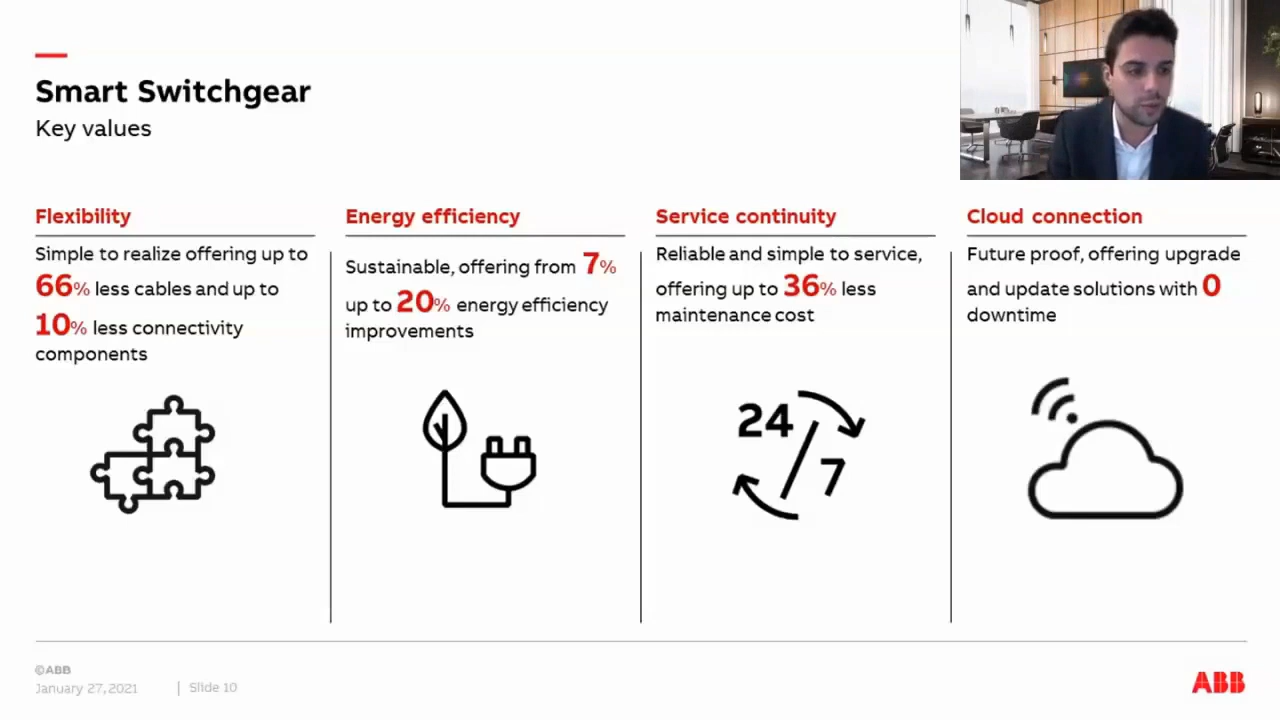 Smart Switchgear
Key values
Flexibility
Simple to realize offering up to
66% less cables and up to
10% less connectivity
components
Energy efficiency
Sustainable, offering from 7%
up to 20% energy efficiency
improvements
Service continuity
Reliable and simple to service,
offering up to 36% less
maintenance cost
Cloud connection
Future proof, offering upgrade
and update solutions with 0
downtime
24
7
©ABB
January 27, 2021 | Slide 10
ABB